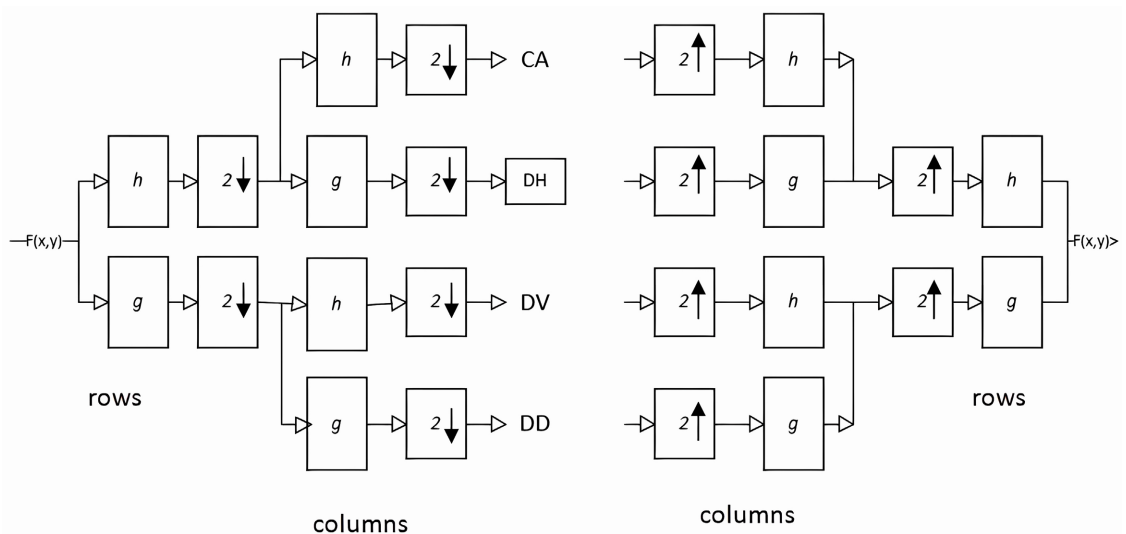 h 2 CA 2 h
h 2 g 2 DH 2 g 2 h
F(x,y) F(x,y)>
g 2 h 2 DV 2 h 2 g
rows g 2 DD 2 g rows
columns columns